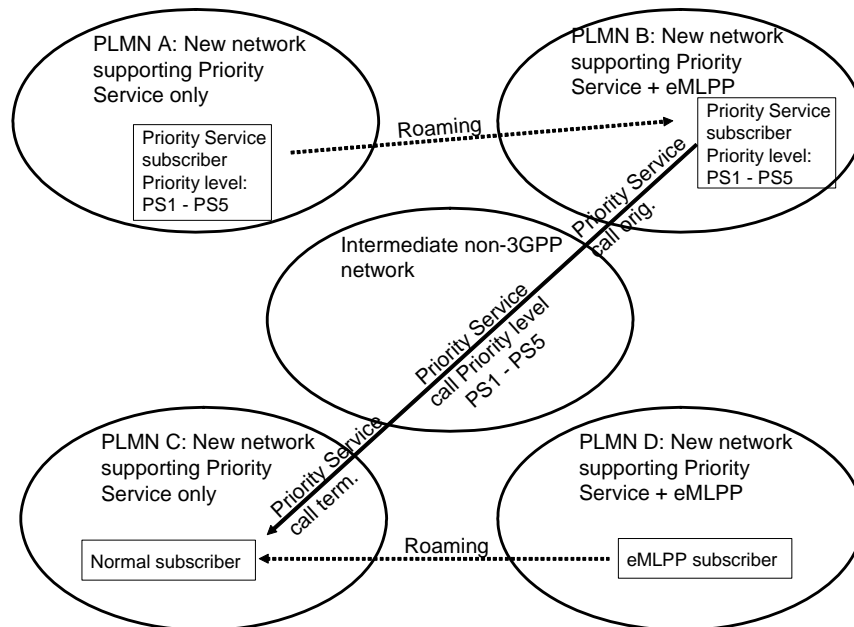 PLMN A: New network
supporting Priority
Service only
Priority Service
subscriber
Priority level:
PS1 - PS5
Roaming
PLMN B: New network
supporting Priority
Service + eMLPP
Priority Service
subscriber
Priority level:
PS1 - PS5
Priority Service
call orig.
Intermediate non-3GPP
network
Priority Service
call Priority level
PS1 - PS5
PLMN C: New network
supporting Priority
Service only
Priority Service
call term.
Normal subscriber
Roaming
PLMN D: New network
supporting Priority
Service + eMLPP
eMLPP subscriber